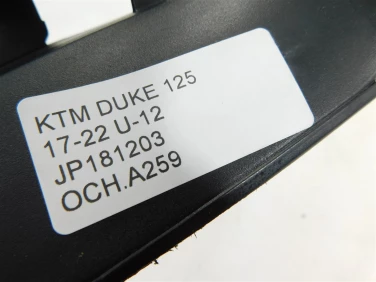 KTM DUKE 125
17-22 U-12
JP181203
OCH.A259